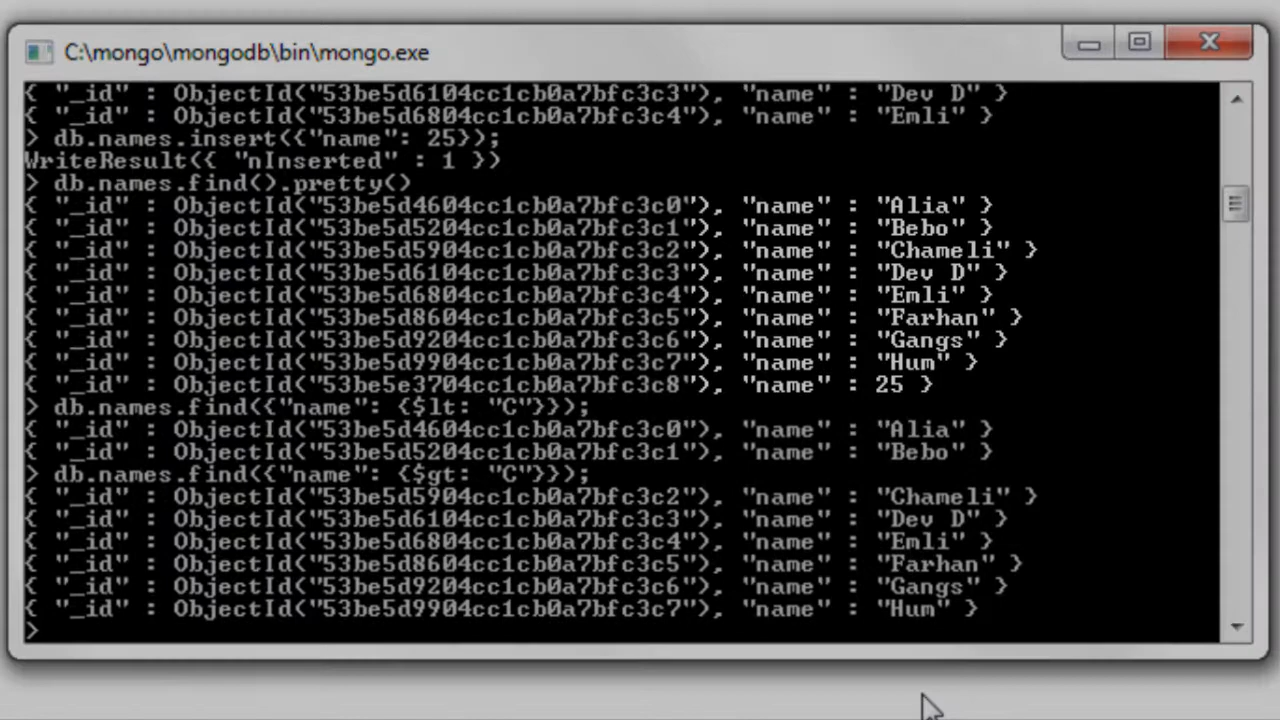 C:\mongo\mongodb\bin\mongo.exe
{ "_id" : ObjectId("53be5d6104cc1cb0a7bfc3c3"), "name" : "Dev D" }
{ "_id" : ObjectId("53be5d6804cc1cb0a7bfc3c4"), "name" : "Emli" }
> db.names.insert({"name": 25});
WriteResult({ "nInserted" : 1 })
> db.names.find().pretty()
{ "_id" : ObjectId("53be5d4604cc1cb0a7bfc3c0"), "name" : "Alia" }
{ "_id" : ObjectId("53be5d5204cc1cb0a7bfc3c1"), "name" : "Bebo" }
{ "_id" : ObjectId("53be5d5904cc1cb0a7bfc3c2"), "name" : "Chameli" }
{ "_id" : ObjectId("53be5d6104cc1cb0a7bfc3c3"), "name" : "Dev D" }
{ "_id" : ObjectId("53be5d6804cc1cb0a7bfc3c4"), "name" : "Emli" }
{ "_id" : ObjectId("53be5d8604cc1cb0a7bfc3c5"), "name" : "Farhan" }
{ "_id" : ObjectId("53be5d9204cc1cb0a7bfc3c6"), "name" : "Gangs" }
{ "_id" : ObjectId("53be5d9904cc1cb0a7bfc3c7"), "name" : "Hum" }
{ "_id" : ObjectId("53be5e3704cc1cb0a7bfc3c8"), "name" : 25 }
> db.names.find({"name": {$lt: "C"}});
{ "_id" : ObjectId("53be5d4604cc1cb0a7bfc3c0"), "name" : "Alia" }
{ "_id" : ObjectId("53be5d5204cc1cb0a7bfc3c1"), "name" : "Bebo" }
> db.names.find({"name": {$gt: "C"}});
{ "_id" : ObjectId("53be5d5904cc1cb0a7bfc3c2"), "name" : "Chameli" }
{ "_id" : ObjectId("53be5d6104cc1cb0a7bfc3c3"), "name" : "Dev D" }
{ "_id" : ObjectId("53be5d6804cc1cb0a7bfc3c4"), "name" : "Emli" }
{ "_id" : ObjectId("53be5d8604cc1cb0a7bfc3c5"), "name" : "Farhan" }
{ "_id" : ObjectId("53be5d9204cc1cb0a7bfc3c6"), "name" : "Gangs" }
{ "_id" : ObjectId("53be5d9904cc1cb0a7bfc3c7"), "name" : "Hum" }
>